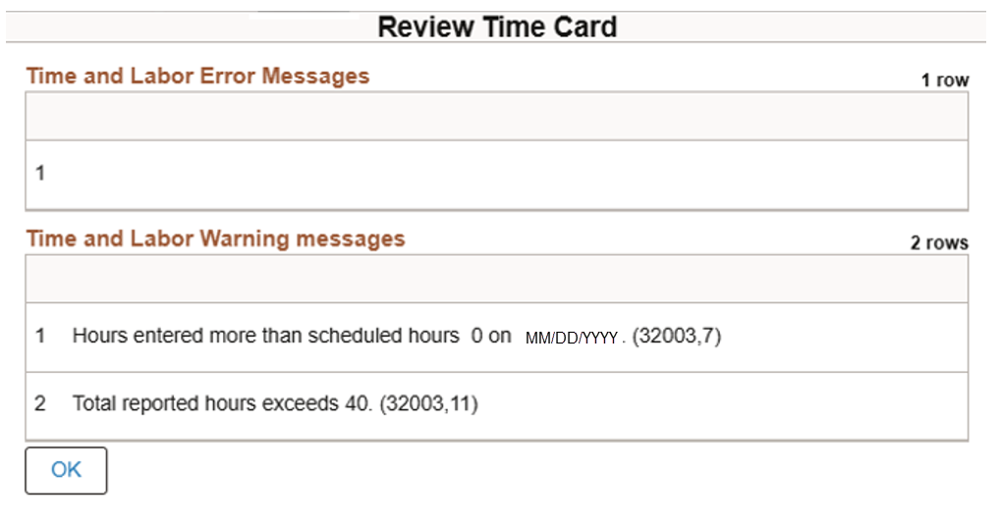 Review Time Card
Time and Labor Error Messages
1 row
1
Time and Labor Warning messages
2 rows
1 Hours entered more than scheduled hours 0 on MM/DD/YYYY. (32003,7)
2 Total reported hours exceeds 40. (32003,11)
OK